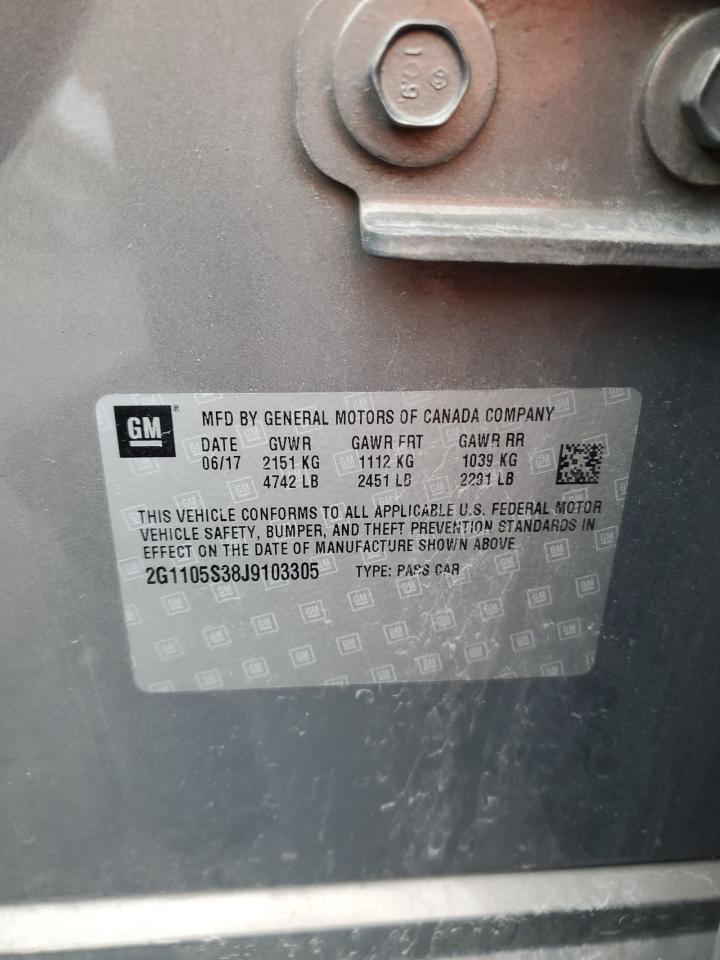 10.9
GM
MFD BY GENERAL MOTORS OF CANADA COMPANY
DATE GVWR GAWR FRT GAWR RR
06/17 2151 KG 1112 KG 1039 KG
4742 LB 2451 LB 2291 LB
THIS VEHICLE CONFORMS TO ALL APPLICABLE U.S. FEDERAL MOTOR
VEHICLE SAFETY, BUMPER, AND THEFT PREVENTION STANDARDS IN
EFFECT ON THE DATE OF MANUFACTURE SHOWN ABOVE.
2G1105S38J9103305 TYPE: PASS CAR